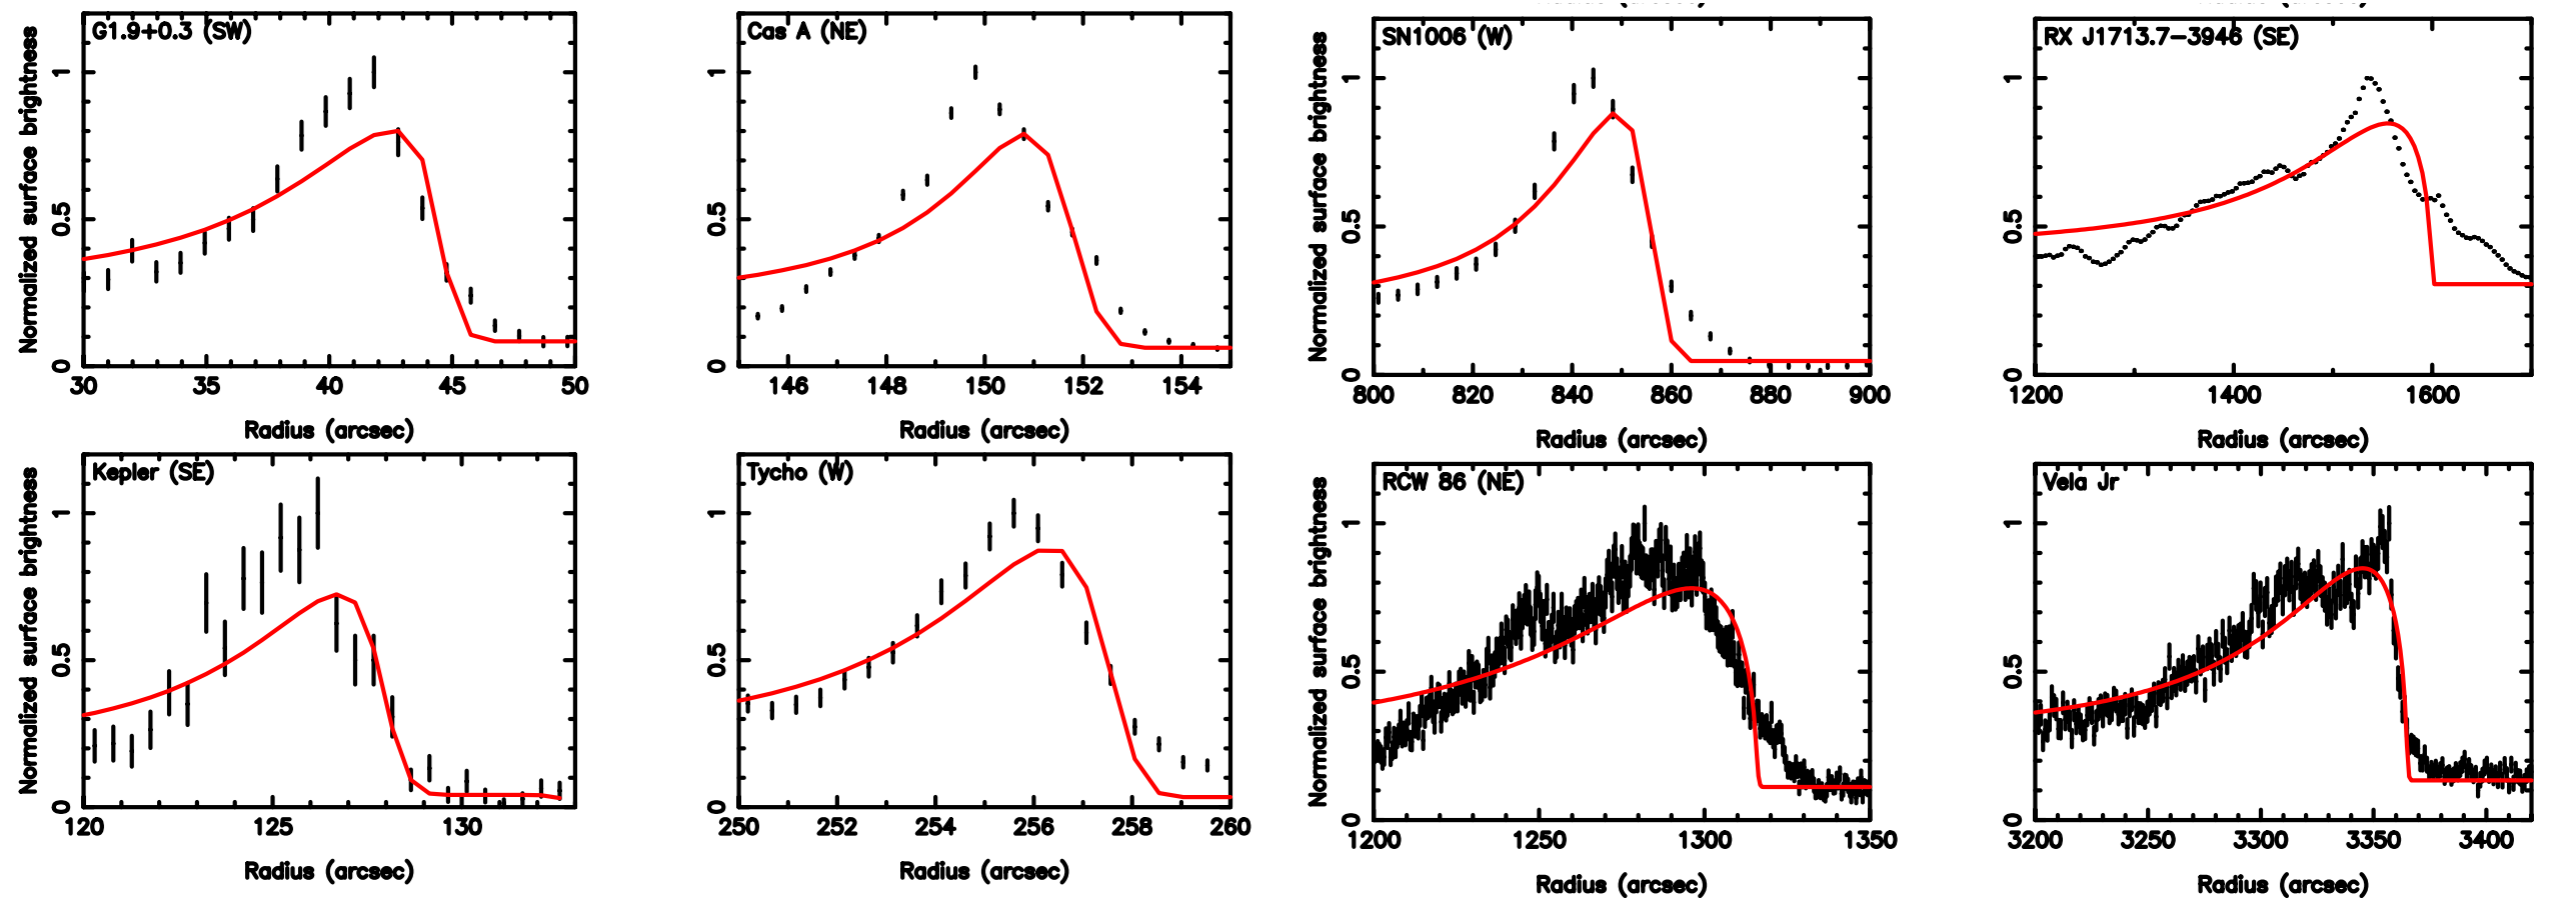 G1.9+0.3 (SW)
Normalized surface brightness
0
0.5
1
30 35 40 45 50
Radius (arcsec)
Cas A (NE)
0
0.5
1
146 148 150 152 154
Radius (arcsec)
SN1006 (W)
Normalized surface brightness
0
0.5
1
800 820 840 860 880 900
Radius (arcsec)
RX J1713.7−3946 (SE)
0
0.5
1
1200 1400 1600
Radius (arcsec)
Kepler (SE)
Normalized surface brightness
0
0.5
1
120 125 130
Radius (arcsec)
Tycho (W)
0
0.5
1
250 252 254 256 258 260
Radius (arcsec)
RCW 86 (NE)
Normalized surface brightness
0
0.5
1
1200 1250 1300 1350
Radius (arcsec)
Vela Jr
0
0.5
1
3200 3250 3300 3350 3400
Radius (arcsec)